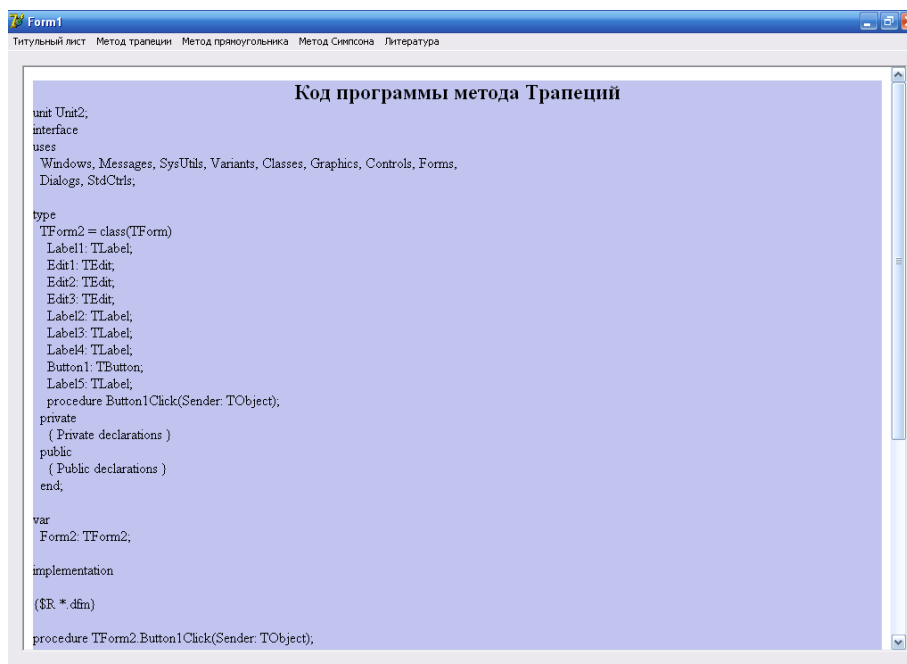 Form1
Титульный лист Метод трапеции Метод прямоугольника Метод Симпсона Литература
Код программы метода Трапеций
unit Unit2;
interface
uses
Windows, Messages, SysUtils, Variants, Classes, Graphics, Controls, Forms,
Dialogs, StdCtrls;
type
TForm2 = class(TForm)
Label1: TLabel;
Edit1: TEdit;
Edit2: TEdit;
Edit3: TEdit;
Label2: TLabel;
Label3: TLabel;
Label4: TLabel;
Button1: TButton;
Label5: TLabel;
procedure Button1Click(Sender: TObject);
private
{ Private declarations }
public
{ Public declarations }
end;
var
Form2: TForm2;
implementation
{$R *.dfm}
procedure TForm2.Button1Click(Sender: TObject);